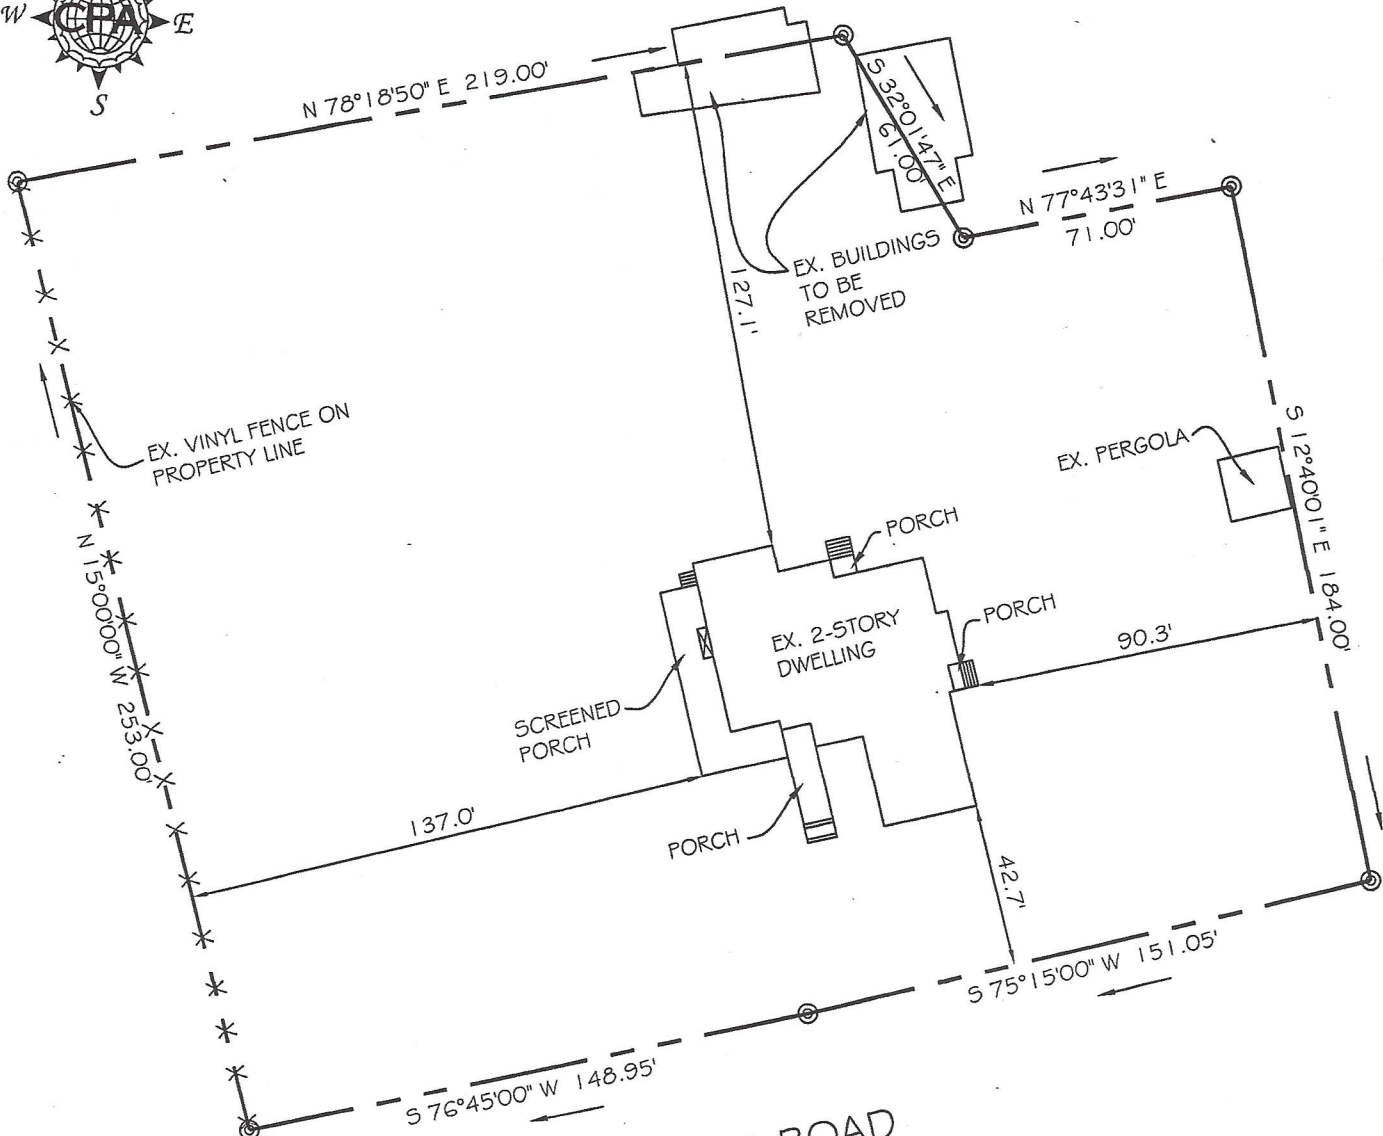 W
CPA
E
S
N 78°18'50" E 219.00'
S 32°01'47" E
61.00'
N 77°43'31" E
71.00'
EX. BUILDINGS
TO BE
REMOVED
127.1'
EX. VINYL FENCE ON
PROPERTY LINE
EX. PERGOLA
S 12°40'01" E 184.00'
N 15°00'00" W 253.00'
PORCH
PORCH
EX. 2-STORY
DWELLING
90.3'
SCREENED
PORCH
137.0'
PORCH
42.7'
S 75°15'00" W 151.05'
S 76°45'00" W 148.95'
ROAD